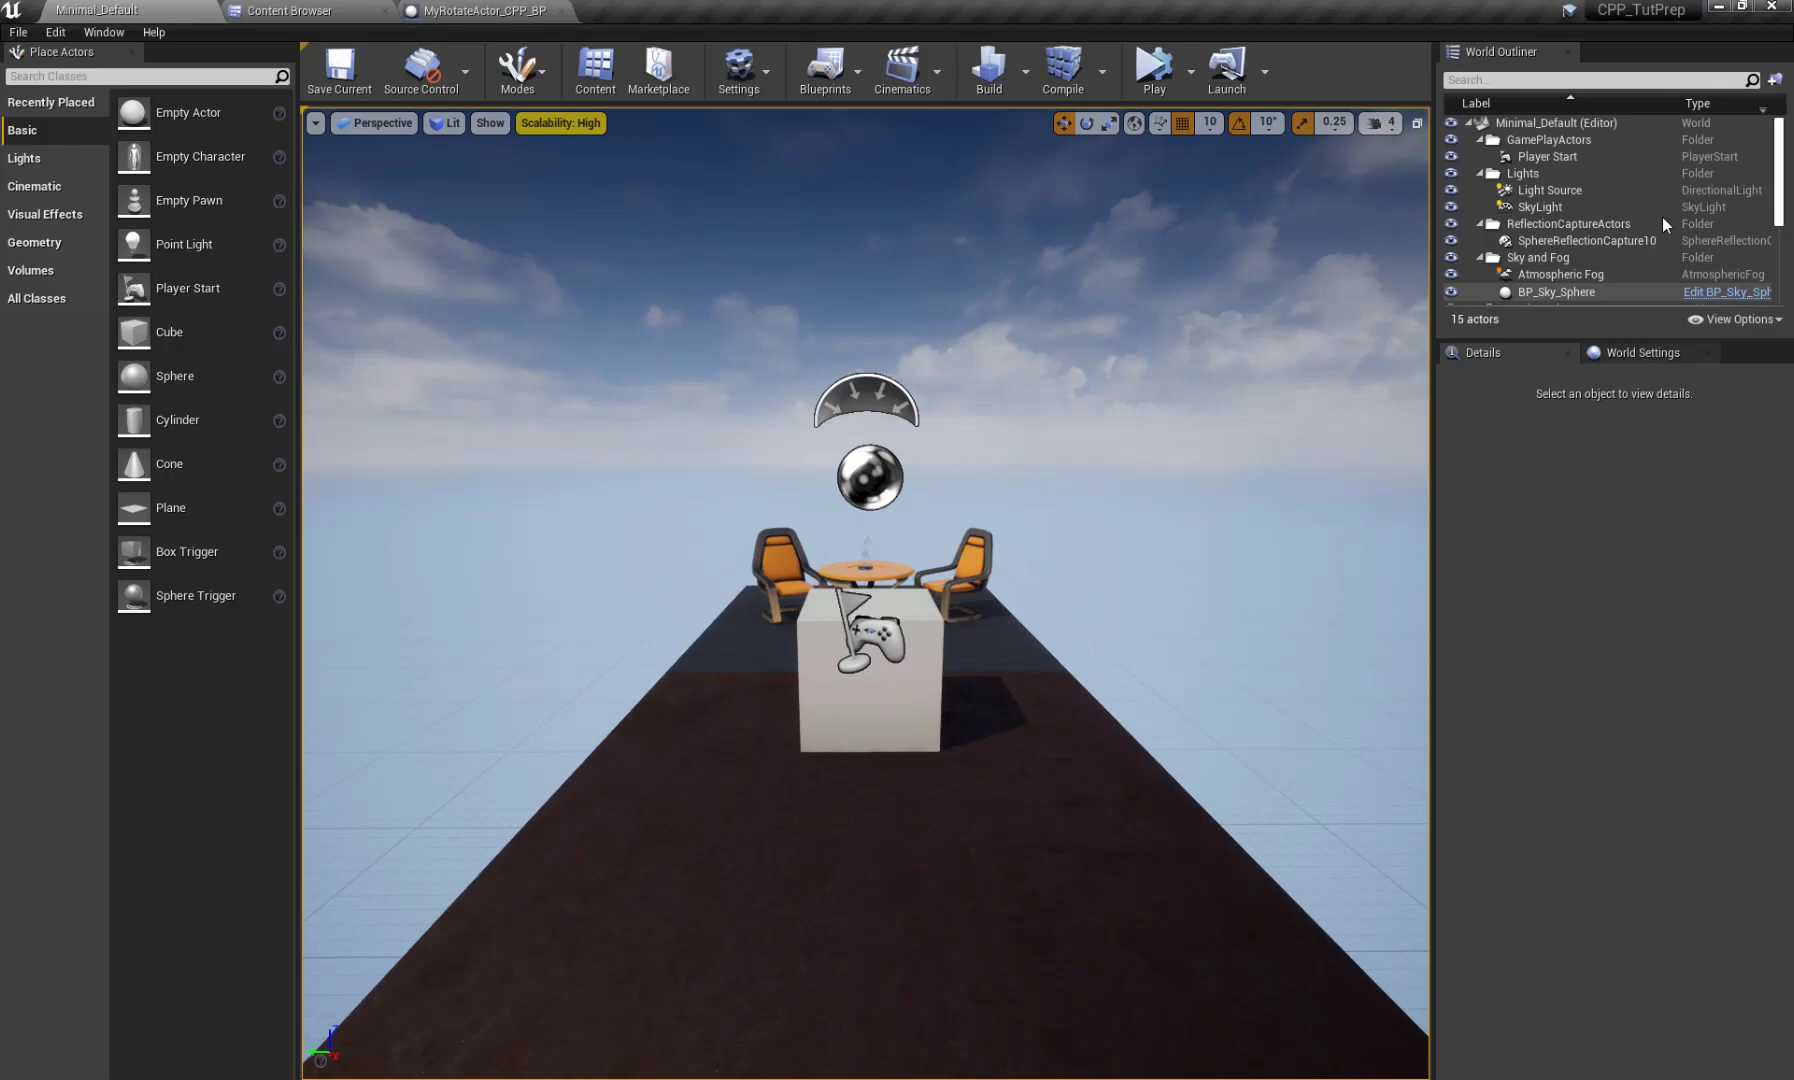 Minimal_Default
Content Browser
MyRotateActor_CPP_BP
CPP_TutPrep
File Edit Window Help
Place Actors
Search Classes
Recently Placed
Basic
Lights
Cinematic
Visual Effects
Geometry
Volumes
All Classes
Empty Actor
Empty Character
Empty Pawn
Point Light
Player Start
Cube
Sphere
Cylinder
Cone
Plane
Box Trigger
Sphere Trigger
Save Current
Source Control
Modes
Content
Marketplace
Settings
Blueprints
Cinematics
Build
Compile
Play
Launch
Perspective
Lit
Show
Scalability: High
10
10°
0.25
4
World Outliner
Search...
Label Type
Minimal_Default (Editor) World
GamePlayActors Folder
Player Start PlayerStart
Lights Folder
Light Source DirectionalLight
SkyLight SkyLight
ReflectionCaptureActors Folder
SphereReflectionCapture10 SphereReflectionC
Sky and Fog Folder
Atmospheric Fog AtmosphericFog
BP_Sky_Sphere Edit BP_Sky_Sph
15 actors
View Options
Details
World Settings
Select an object to view details.